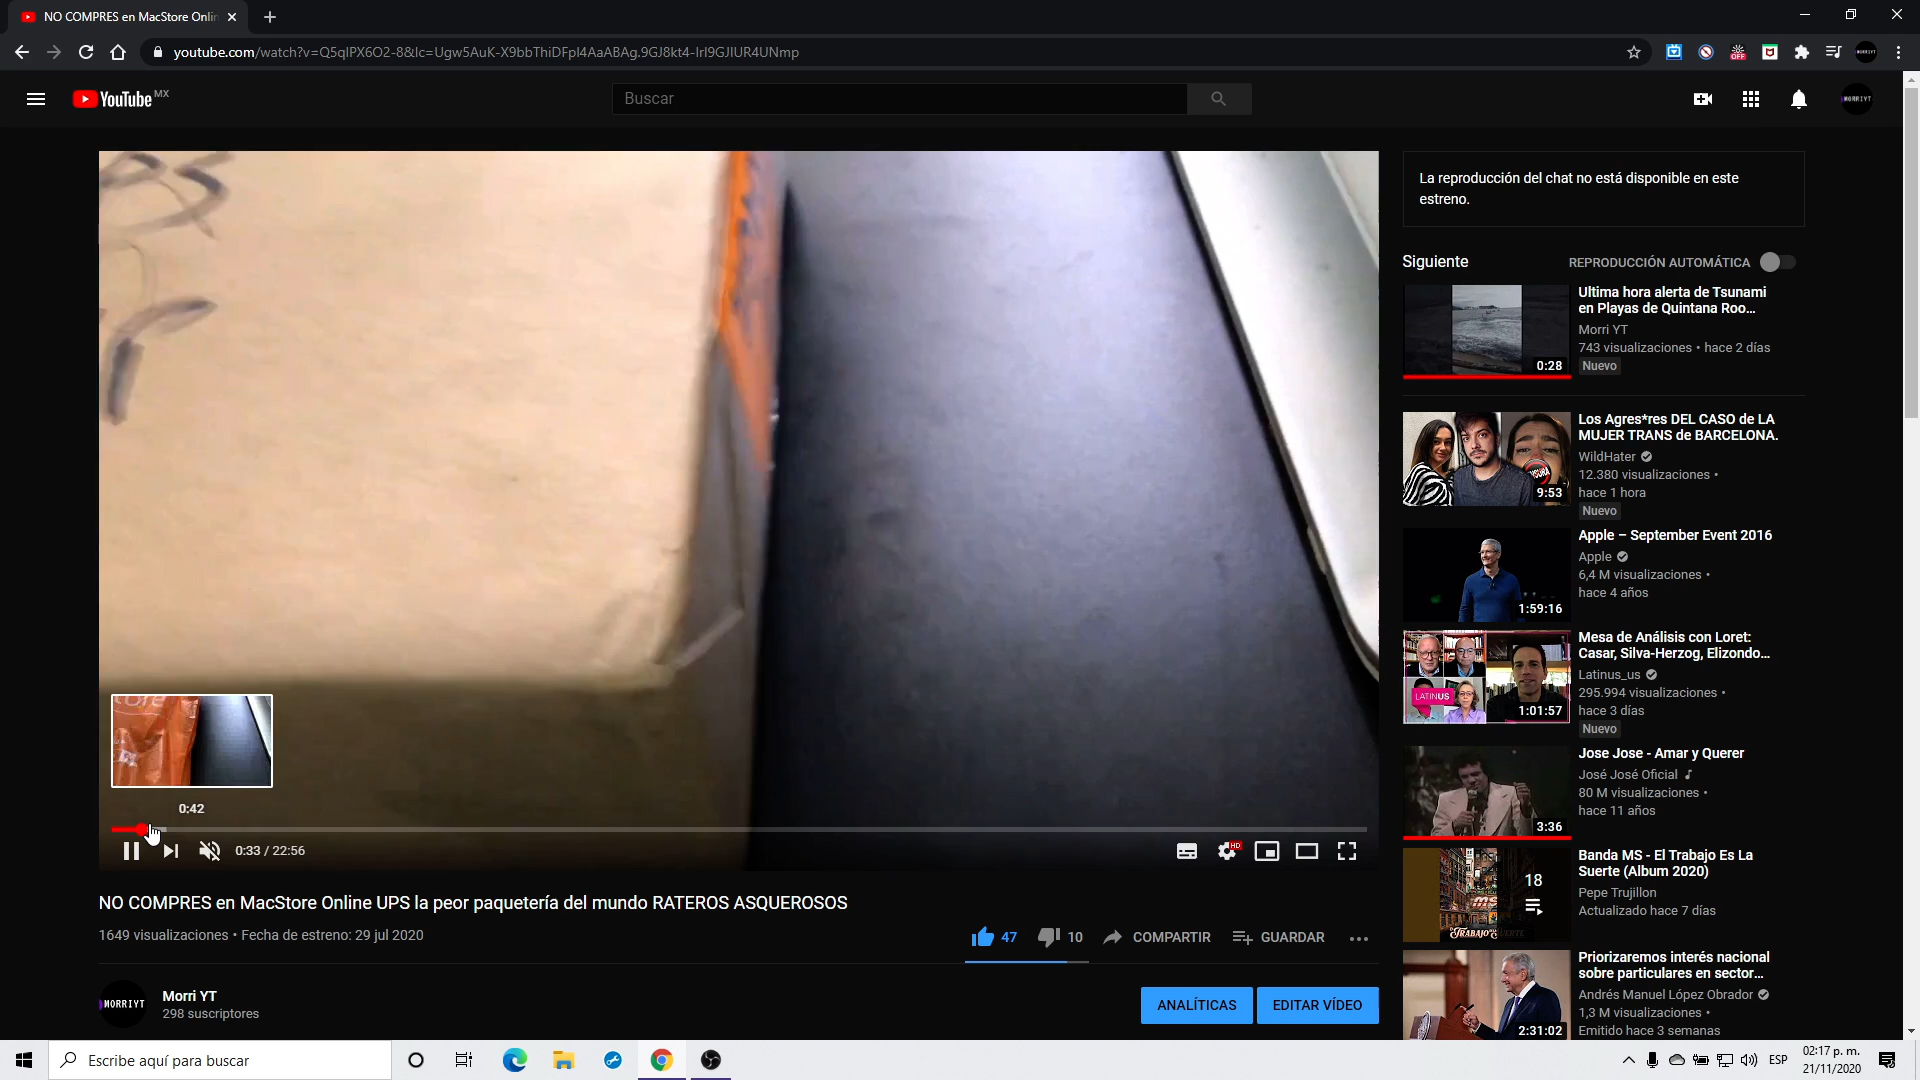 NO COMPRES en MacStore Onlin
youtube.com/watch?v=Q5qlPX6O2-8&lc=Ugw5AuK-X9bbThiDFpl4AaABAg.9GJ8kt4-Irl9GJIUR4UNmp
OFF
YouTube MX
Buscar
MORRIYT
La reproducción del chat no está disponible en este
estreno.
Siguiente
REPRODUCCIÓN AUTOMÁTICA
0:28
Ultima hora alerta de Tsunami
en Playas de Quintana Roo...
Morri YT
743 visualizaciones • hace 2 días
Nuevo
9:53
Los Agres*res DEL CASO de LA
MUJER TRANS de BARCELONA.
WildHater
12.380 visualizaciones •
hace 1 hora
Nuevo
1:59:16
Apple – September Event 2016
Apple
6,4 M visualizaciones •
hace 4 años
LATINUS
1:01:57
Mesa de Análisis con Loret:
Casar, Silva-Herzog, Elizondo...
Latinus_us
295.994 visualizaciones •
hace 3 días
Nuevo
3:36
Jose Jose - Amar y Querer
José José Oficial
80 M visualizaciones •
hace 11 años
18
Banda MS - El Trabajo Es La
Suerte (Album 2020)
Pepe Trujillon
Actualizado hace 7 días
2:31:02
Priorizaremos interés nacional
sobre particulares en sector...
Andrés Manuel López Obrador
1,3 M visualizaciones •
Emitido hace 3 semanas
0:42
0:33 / 22:56
HD
NO COMPRES en MacStore Online UPS la peor paquetería del mundo RATEROS ASQUEROSOS
1649 visualizaciones • Fecha de estreno: 29 jul 2020
47
10
COMPARTIR
GUARDAR
MORRIYT
Morri YT
298 suscriptores
ANALÍTICAS
EDITAR VÍDEO
Escribe aquí para buscar
ESP
02:17 p. m.
21/11/2020